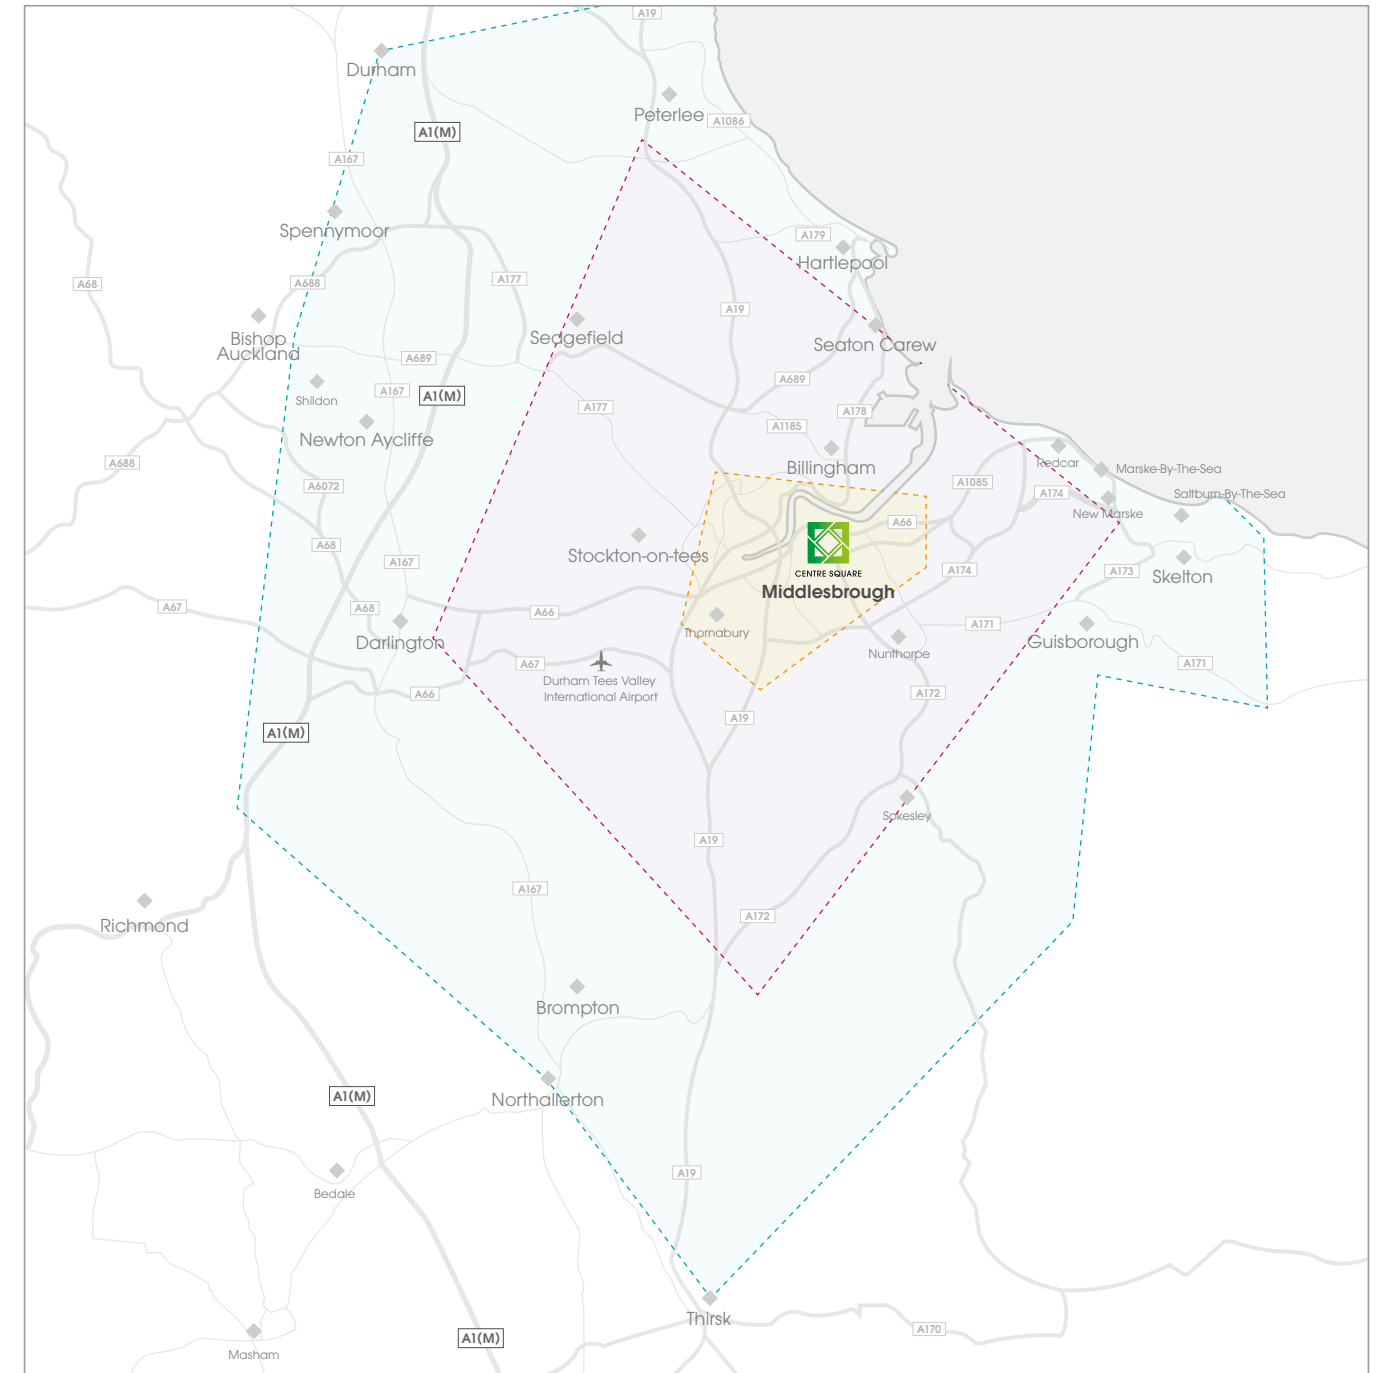 A19
Durham
Peterlee
A1086
A1(M)
A167
Spennymoor
A179
Hartlepool
A68
A688
A177
A19
Bishop
Auckland
Sedgefield
Seaton Carew
A689
A689
Shildon
A167
A1(M)
A177
A178
A1185
Newton Aycliffe
Billingham
A688
Redcar
Marske-By-The-Sea
A6072
A1085
A174
Saltburn-By-The-Sea
New Marske
A66
A68
Stockton-on-tees
A167
CENTRE SQUARE
Middlesbrough
A174
A173
Skelton
A67
A68
A66
Thornabury
A171
Darlington
Nunthorpe
Guisborough
A67
A171
Durham Tees Valley
International Airport
A66
A172
A19
A1(M)
Sokesley
A19
A167
A172
Richmond
Brompton
A1(M)
Northallerton
A19
Bedale
Thirsk
A170
A1(M)
Masham